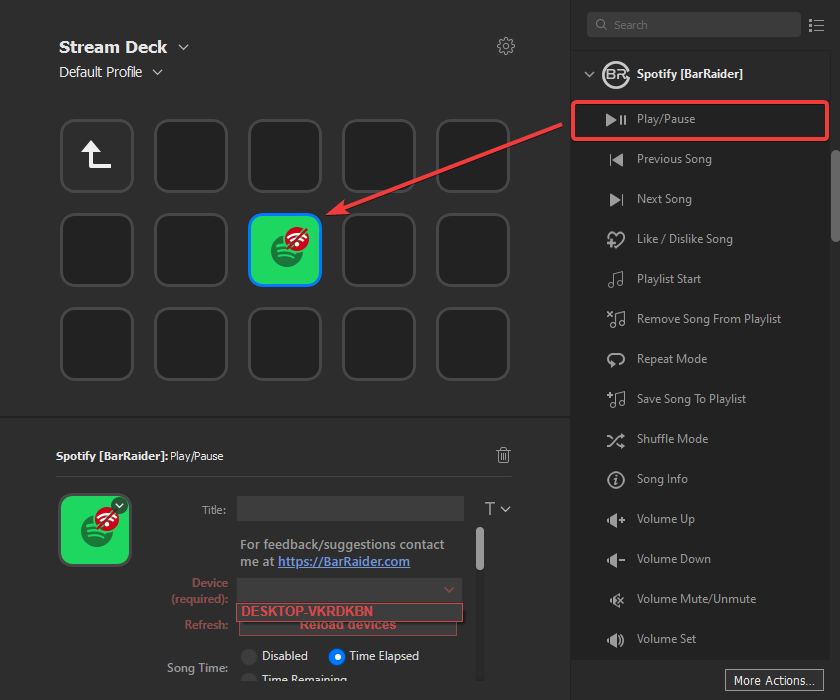 Stream Deck
Default Profile
Search
BR
Spotify [BarRaider]
Play/Pause
Previous Song
Next Song
Like / Dislike Song
Playlist Start
Remove Song From Playlist
Repeat Mode
Save Song To Playlist
Shuffle Mode
Song Info
Volume Up
Volume Down
Volume Mute/Unmute
Volume Set
More Actions...
Spotify [BarRaider]: Play/Pause
Title:
T
For feedback/suggestions contact
me at https://BarRaider.com
Device
(required):
DESKTOP-VKRDKBN
Refresh: Reload devices
Song Time: Disabled Time Elapsed
Time Remaining